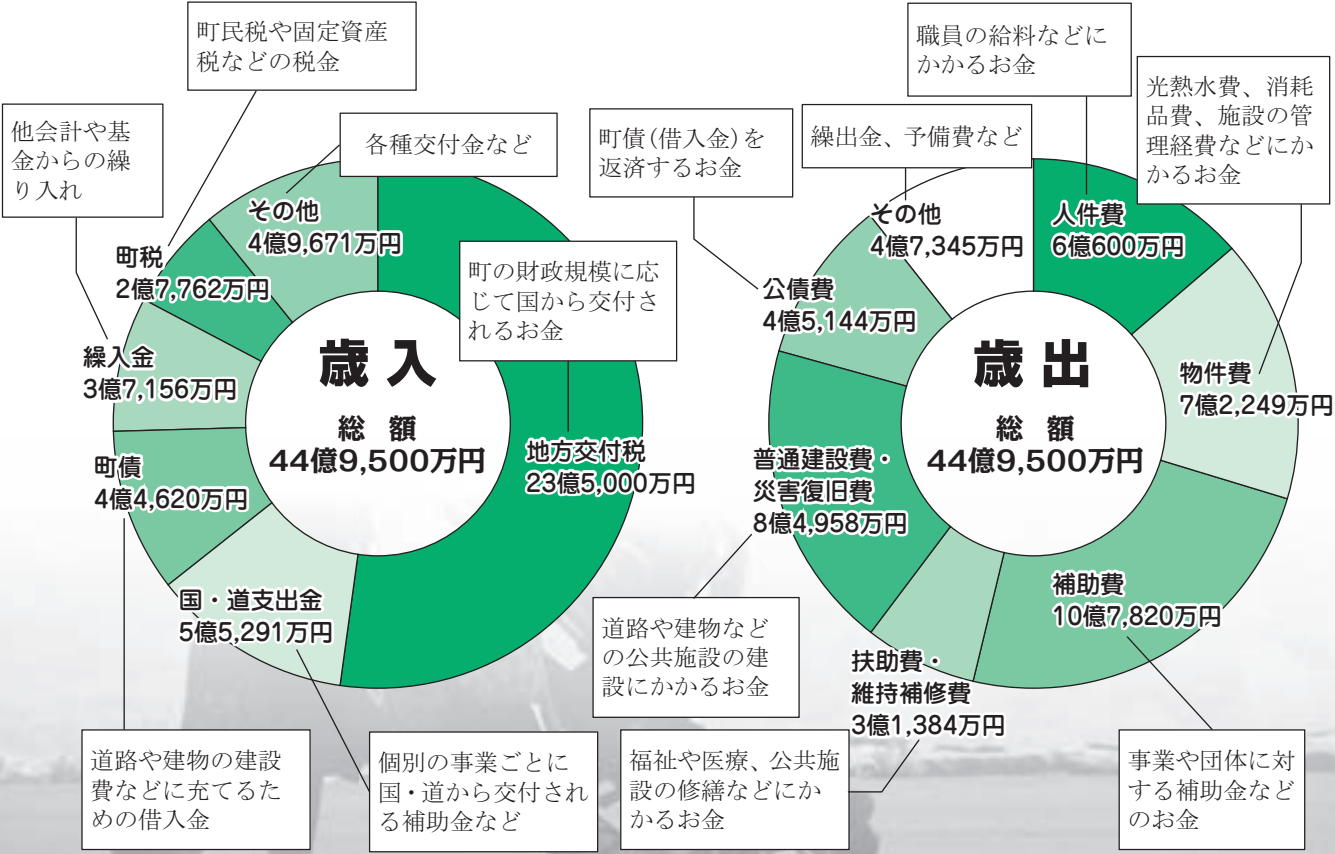 町民税や固定資産
税などの税金
他会計や基
金からの繰
り入れ
各種交付金など
その他
4億9,671万円
町税
2億7,762万円
繰入金
3億7,156万円
町債
4億4,620万円
国・道支出金
5億5,291万円
地方交付税
23億5,000万円
町の財政規模に応
じて国から交付さ
れるお金
歳入
総額
44億9,500万円
道路や建物の建設
費などに充てるた
めの借入金
個別の事業ごとに
国・道から交付され
る補助金など
職員の給料などに
かかるお金
光熱水費、消耗
品費、施設の管
理経費などにか
かるお金
町債(借入金)を
返済するお金
繰出金、予備費など
その他
4億7,345万円
人件費
6億600万円
公債費
4億5,144万円
物件費
7億2,249万円
歳出
総額
44億9,500万円
普通建設費・
災害復旧費
8億4,958万円
補助費
10億7,820万円
扶助費・
維持補修費
3億1,384万円
道路や建物など
の公共施設の建
設にかかるお金
福祉や医療、公共施
設の修繕などにか
かるお金
事業や団体に対
する補助金など
のお金